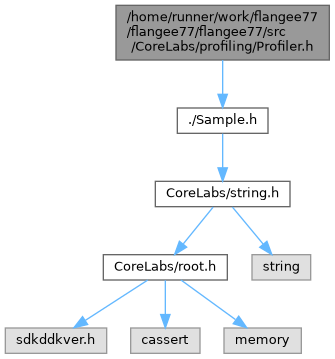 /home/runner/work/flangee77
/flangee77/flangee77/src
/CoreLabs/profiling/Profiler.h
./Sample.h
CoreLabs/string.h
CoreLabs/root.h
string
sdkddkver.h
cassert
memory